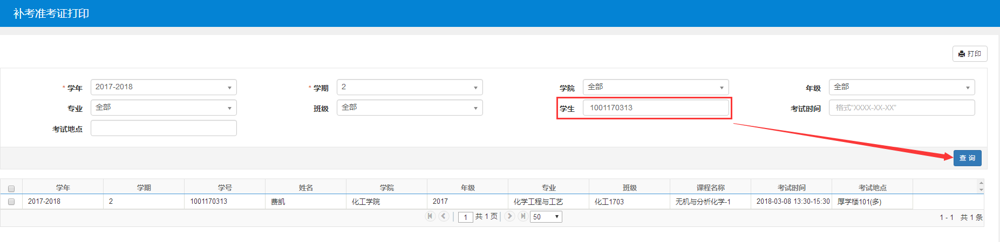 补考准考证打印
打印
* 学年 2017-2018 * 学期 2 学院 全部 年级 全部
专业 全部 班级 全部 学生 1001170313 考试时间 格式“XXXX-XX-XX”
考试地点
查 询
学年 学期 学号 姓名 学院 年级 专业 班级 课程名称 考试时间 考试地点
2017-2018 2 1001170313 费凯 化工学院 2017 化学工程与工艺 化工1703 无机与分析化学-1 2018-03-08 13:30-15:30 厚学楼101(多)
1 共 1 页 50 1 - 1 共 1 条